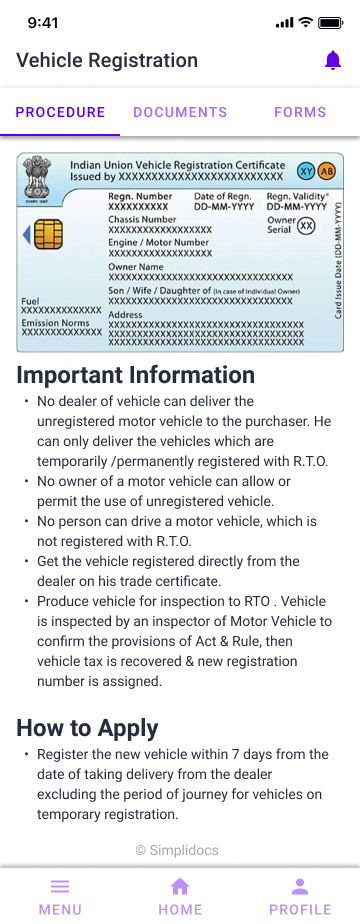 9:41
Vehicle Registration
PROCEDURE DOCUMENTS FORMS
Indian Union Vehicle Registration Certificate
Issued by XXXXXXXXXXXXXXXXXXXXXXXX
XY AB
Regn. Number Date of Regn. Regn. Validity*
XXXXXXXXXX DD-MM-YYYY DD-MM-YYYY
Chassis Number
XXXXXXXXXXXXXXXXXXX
Owner
Serial XX
Engine / Motor Number
XXXXXXXXXXXXXXXXXXX
Owner Name
XXXXXXXXXXXXXXXXXXXXXXXXXXXXXXXXX
Son / Wife / Daughter of (In case of Individual Owner)
XXXXXXXXXXXXXXXXXXXXXXXXXXXXXXXXX
Address
XXXXXXXXXXXXXXXXXXXXXXXXXXXXXXXXXXX
XXXXXXXXXXXXXXXXXXXXXXXXXXXXXXXXXXX
XXXXXXXXXXXXXXXXXXXXXXXXXXXXXXXXXXX
Fuel
XXXXXXXXXXXXXX
Emission Norms
XXXXXXXXXXXXXX
Card Issue Date (DD-MM-YYYY)
Important Information
• No dealer of vehicle can deliver the
unregistered motor vehicle to the purchaser. He
can only deliver the vehicles which are
temporarily /permanently registered with R.T.O.
• No owner of a motor vehicle can allow or
permit the use of unregistered vehicle.
• No person can drive a motor vehicle, which is
not registered with R.T.O.
• Get the vehicle registered directly from the
dealer on his trade certificate.
• Produce vehicle for inspection to RTO . Vehicle
is inspected by an inspector of Motor Vehicle to
confirm the provisions of Act & Rule, then
vehicle tax is recovered & new registration
number is assigned.
How to Apply
• Register the new vehicle within 7 days from the
date of taking delivery from the dealer
excluding the period of journey for vehicles on
temporary registration.
© Simplidocs
MENU HOME PROFILE